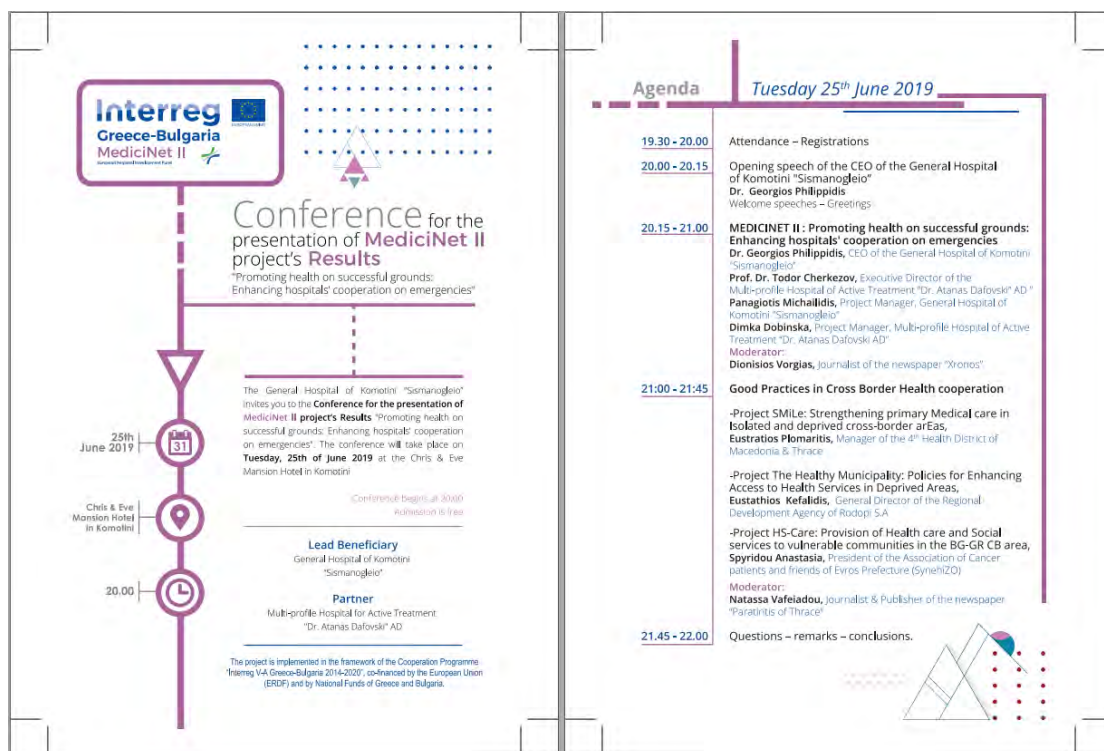 Interreg
Greece-Bulgaria
MediciNet II
European Regional Development Fund
EUROPEAN UNION
Conference for the
presentation of MediciNet II
project's Results
"Promoting health on successful grounds:
Enhancing hospitals' cooperation on emergencies"
The General Hospital of Komotini "Sismanogleio"
invites you to the Conference for the presentation of
MediciNet II project's Results "Promoting health on
successful grounds: Enhancing hospitals' cooperation
on emergencies". The conference will take place on
Tuesday, 25th of June 2019 at the Chris & Eve
Mansion Hotel in Komotini
25th
June 2019
31
Chris & Eve
Mansion Hotel
in Komotini
20.00
Conference begins at 20:00
Admission is free
Lead Beneficiary
General Hospital of Komotini
"Sismanogleio"
Partner
Multi-profile Hospital for Active Treatment
"Dr. Atanas Dafovski" AD
The project is implemented in the framework of the Cooperation Programme
"Interreg V-A Greece-Bulgaria 2014-2020", co-financed by the European Union
(ERDF) and by National Funds of Greece and Bulgaria.
Agenda
Tuesday 25th June 2019
19.30 - 20.00 Attendance – Registrations
20.00 - 20.15 Opening speech of the CEO of the General Hospital
of Komotini "Sismanogleio"
Dr. Georgios Philippidis
Welcome speeches – Greetings
20.15 - 21.00 MEDICINET II : Promoting health on successful grounds:
Enhancing hospitals' cooperation on emergencies
Dr. Georgios Philippidis, CEO of the General Hospital of Komotini
"Sismanogleio"
Prof. Dr. Todor Cherkezov, Executive Director of the
Multi-profile Hospital of Active Treatment "Dr. Atanas Dafovski" AD "
Panagiotis Michailidis, Project Manager, General Hospital of
Komotini "Sismanogleio"
Dimka Dobinska, Project Manager, Multi-profile Hospital of Active
Treatment "Dr. Atanas Dafovski AD"
Moderator:
Dionisios Vorgias, Journalist of the newspaper "Xronos"
21:00 - 21:45 Good Practices in Cross Border Health cooperation
-Project SMiLe: Strengthening primary Medical care in
Isolated and deprived cross-border arEas,
Eustratios Plomaritis, Manager of the 4th Health District of
Macedonia & Thrace
-Project The Healthy Municipality: Policies for Enhancing
Access to Health Services in Deprived Areas,
Eustathios Kefalidis, General Director of the Regional
Development Agency of Rodopi S.A
-Project HS-Care: Provision of Health care and Social
services to vulnerable communities in the BG-GR CB area,
Spyridou Anastasia, President of the Association of Cancer
patients and friends of Evros Prefecture (SynehiZO)
Moderator:
Natassa Vafeiadou, Journalist & Publisher of the newspaper
"Paratiritis of Thrace"
21.45 - 22.00 Questions – remarks – conclusions.